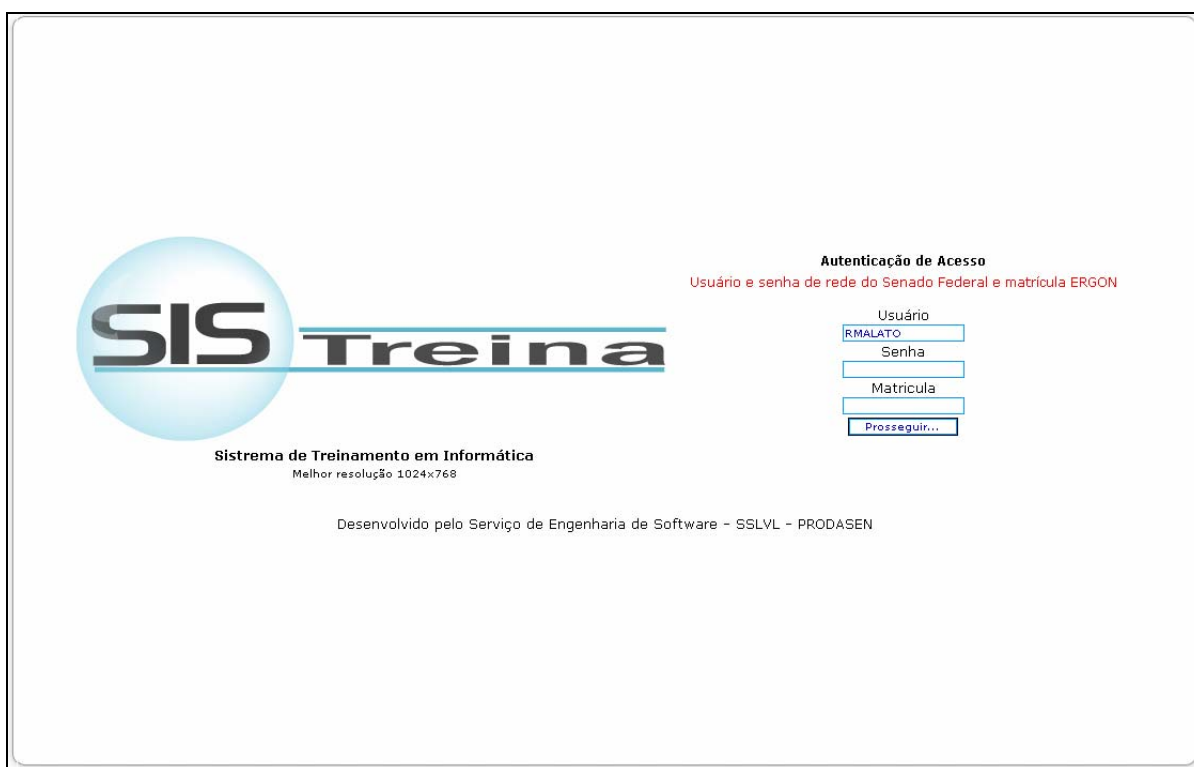 SIS Treina
Sistrema de Treinamento em Informática
Melhor resolução 1024x768
Autenticação de Acesso
Usuário e senha de rede do Senado Federal e matrícula ERGON
Usuário
RMALATO
Senha
Matricula
Prosseguir...
Desenvolvido pelo Serviço de Engenharia de Software - SSLVL - PRODASEN